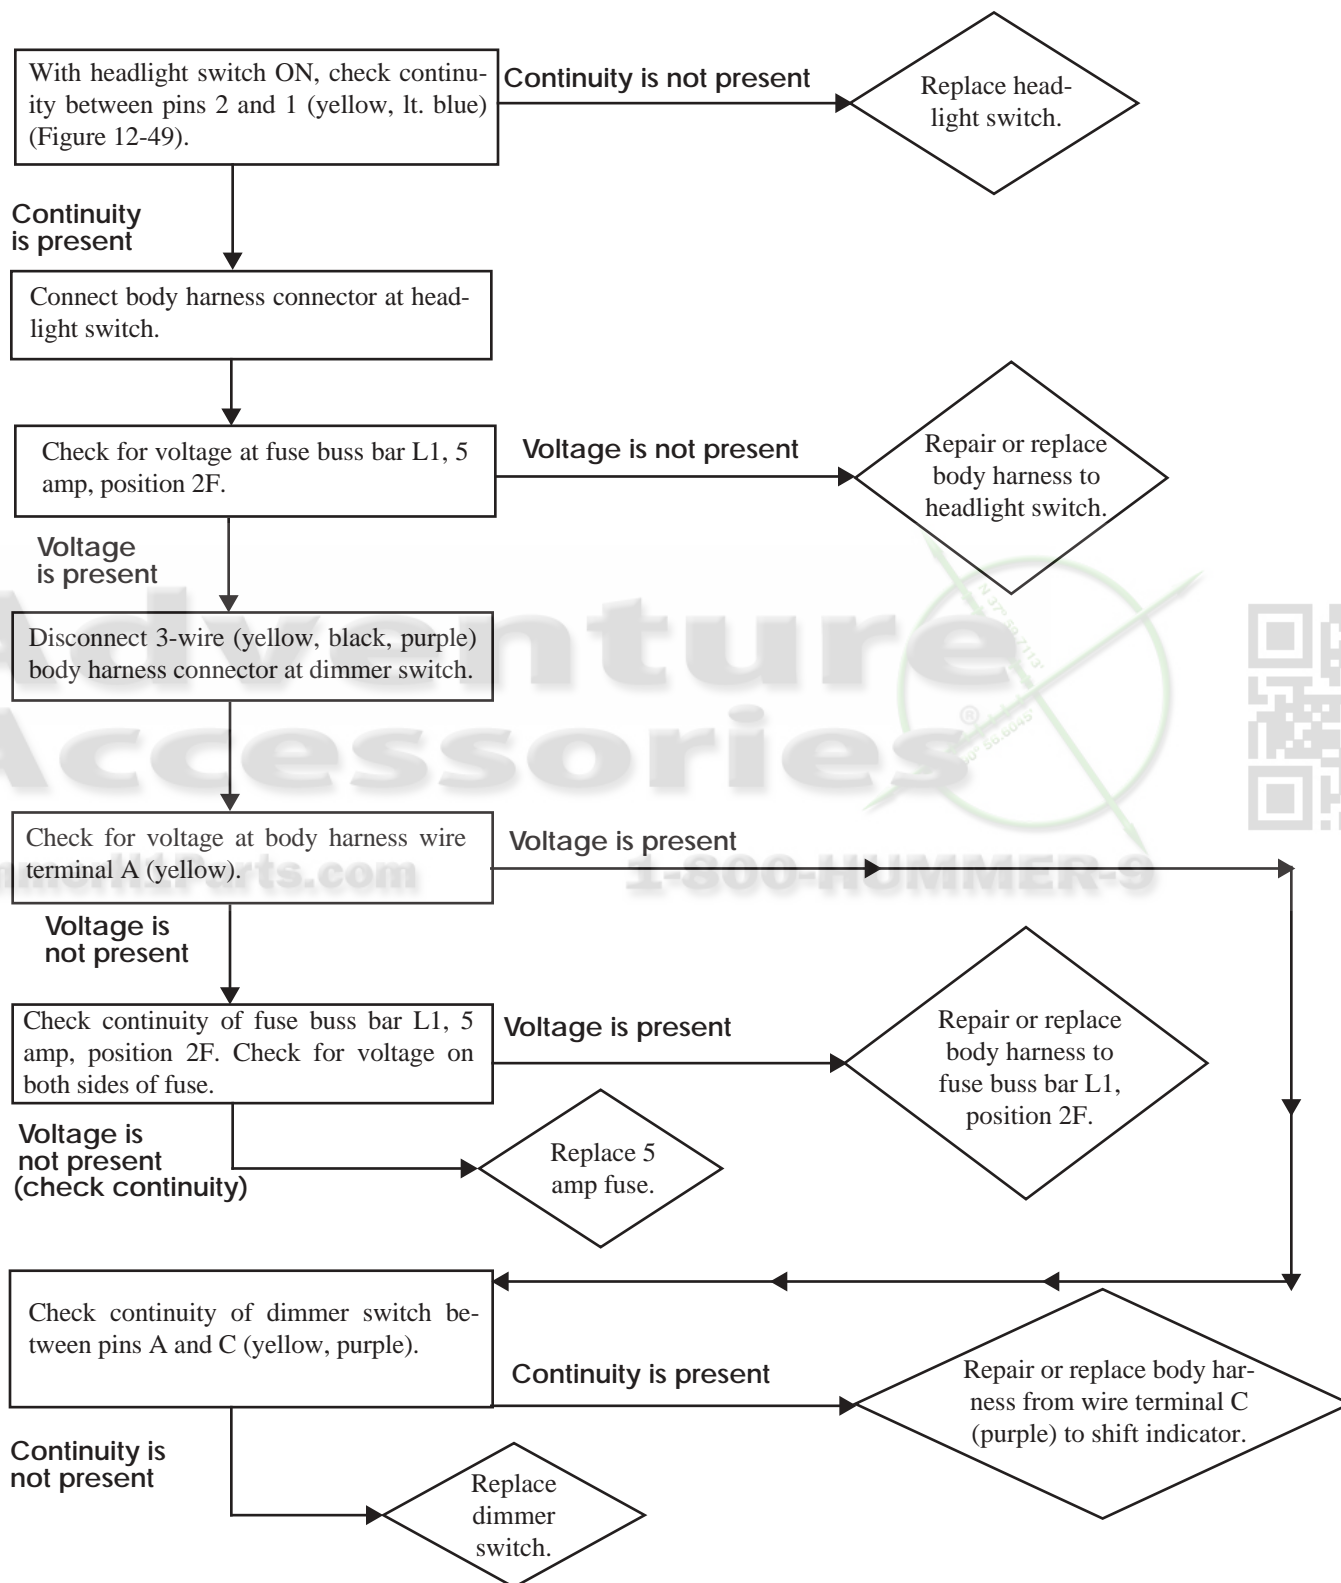 With headlight switch ON, check continu-
ity between pins 2 and 1 (yellow, lt. blue)
(Figure 12-49).
Continuity is not present
Replace head-
light switch.
Continuity
is present
Connect body harness connector at head-
light switch.
Check for voltage at fuse buss bar L1, 5
amp, position 2F.
Voltage is not present
Repair or replace
body harness to
headlight switch.
Voltage
is present
Disconnect 3-wire (yellow, black, purple)
body harness connector at dimmer switch.
Adventure
Accessories
®
N 37° 39.7113'
56.6045'
Check for voltage at body harness wire
terminal A (yellow).
Voltage is present
mmerH1Parts.com
1-800-HUMMER-9
Voltage is
not present
Check continuity of fuse buss bar L1, 5
amp, position 2F. Check for voltage on
both sides of fuse.
Voltage is present
Repair or replace
body harness to
fuse buss bar L1,
position 2F.
Voltage is
not present
(check continuity)
Replace 5
amp fuse.
Check continuity of dimmer switch be-
tween pins A and C (yellow, purple).
Continuity is present
Repair or replace body har-
ness from wire terminal C
(purple) to shift indicator.
Continuity is
not present
Replace
dimmer
switch.